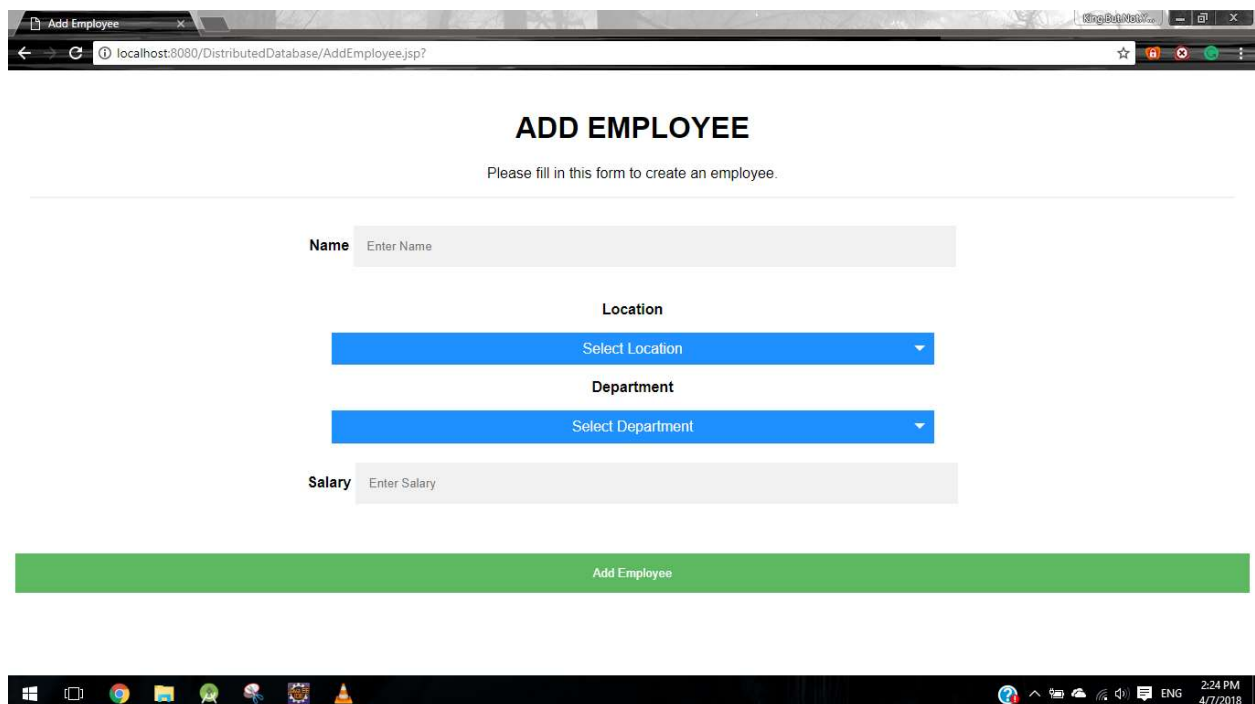 Add Employee
localhost:8080/DistributedDatabase/AddEmployee.jsp?
ADD EMPLOYEE
Please fill in this form to create an employee.
Name Enter Name
Location
Select Location
Department
Select Department
Salary Enter Salary
Add Employee
ENG
2:24 PM
4/7/2018